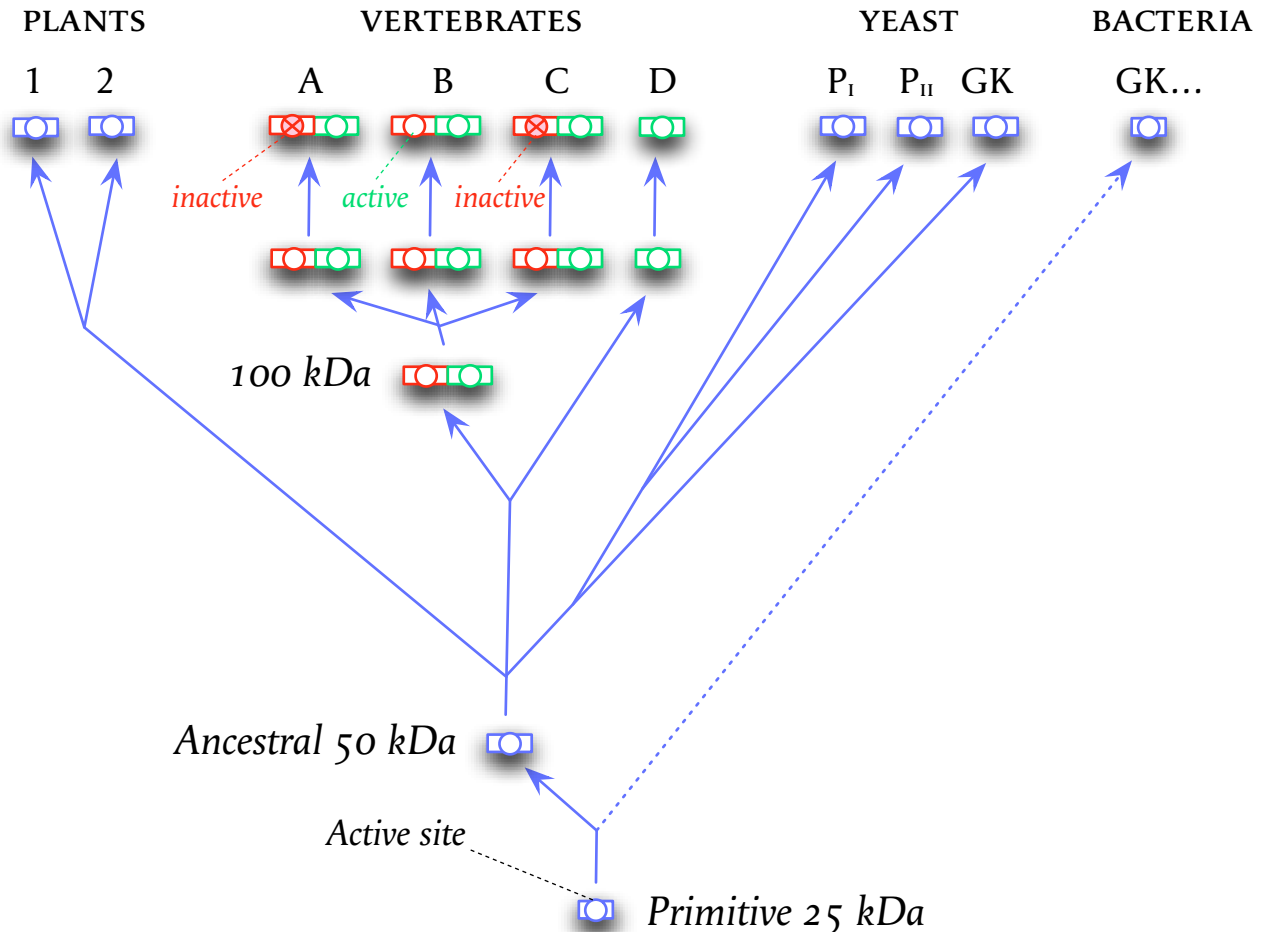 PLANTS VERTEBRATES YEAST BACTERIA
1 2 A B C D PI PII GK GK...
inactive active inactive
100 kDa
Ancestral 50 kDa
Active site
Primitive 25 kDa